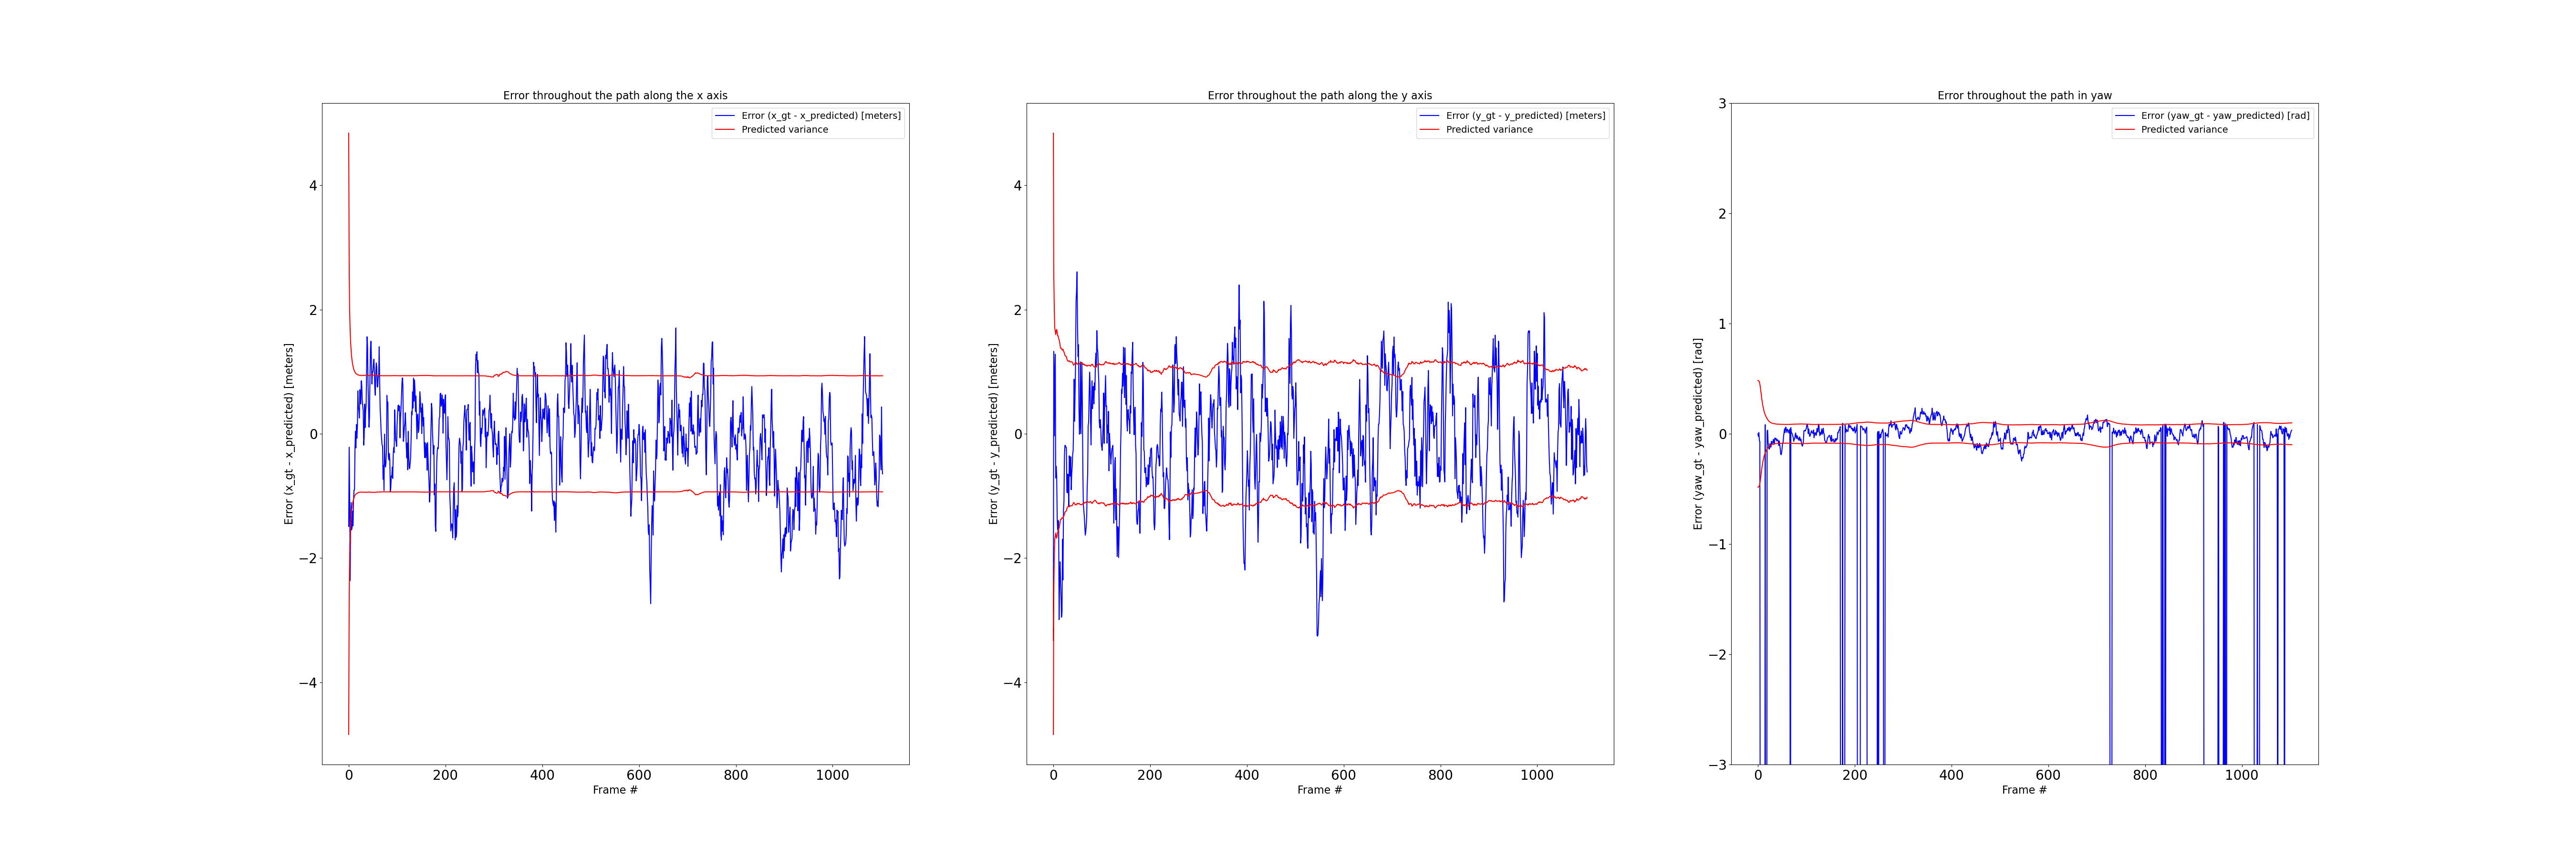 Error throughout the path along the x axis
Error (x_gt - x_predicted) [meters]
Predicted variance
4
2
0
−2
−4
Error (x_gt - x_predicted) [meters]
0
200
400
600
800
1000
Frame #
Error throughout the path along the y axis
Error (y_gt - y_predicted) [meters]
Predicted variance
4
2
0
−2
−4
Error (y_gt - y_predicted) [meters]
0
200
400
600
800
1000
Frame #
Error throughout the path in yaw
Error (yaw_gt - yaw_predicted) [rad]
Predicted variance
3
2
1
0
−1
−2
−3
Error (yaw_gt - yaw_predicted) [rad]
0
200
400
600
800
1000
Frame #